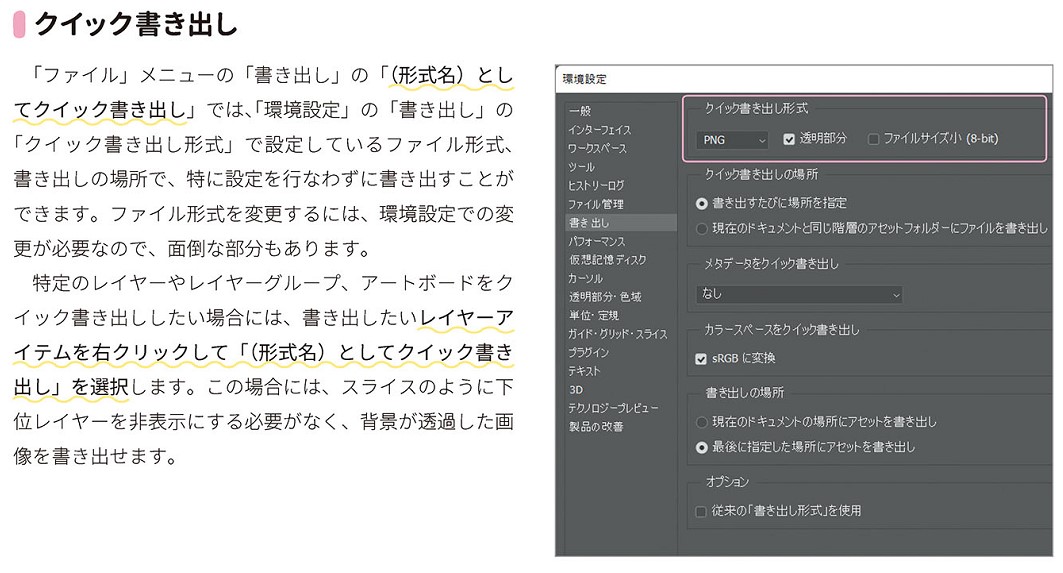 クイック書き出し
「ファイル」メニューの「書き出し」の「（形式名）とし
てクイック書き出し」では、「環境設定」の「書き出し」の
「クイック書き出し形式」で設定しているファイル形式、
書き出しの場所で、特に設定を行なわずに書き出すことが
できます。ファイル形式を変更するには、環境設定での変
更が必要なので、面倒な部分もあります。
特定のレイヤーやレイヤーグループ、アートボードをク
イック書き出ししたい場合には、書き出したいレイヤーア
イテムを右クリックして「（形式名）としてクイック書き
出し」を選択します。この場合には、スライスのように下
位レイヤーを非表示にする必要がなく、背景が透過した画
像を書き出せます。
環境設定
一般
インターフェイス
ワークスペース
ツール
ヒストリーログ
ファイル管理
書き出し
パフォーマンス
仮想記憶ディスク
カーソル
透明部分・色域
単位・定規
ガイド・グリッド・スライス
プラグイン
テキスト
3D
テクノロジープレビュー
製品の改善
クイック書き出し形式
PNG 透明部分 ファイルサイズ小 (8-bit)
クイック書き出しの場所
書き出すたびに場所を指定
現在のドキュメントと同じ階層のアセットフォルダーにファイルを書き出し
メタデータをクイック書き出し
なし
カラースペースをクイック書き出し
sRGB に変換
書き出しの場所
現在のドキュメントの場所にアセットを書き出し
最後に指定した場所にアセットを書き出し
オプション
従来の「書き出し形式」を使用